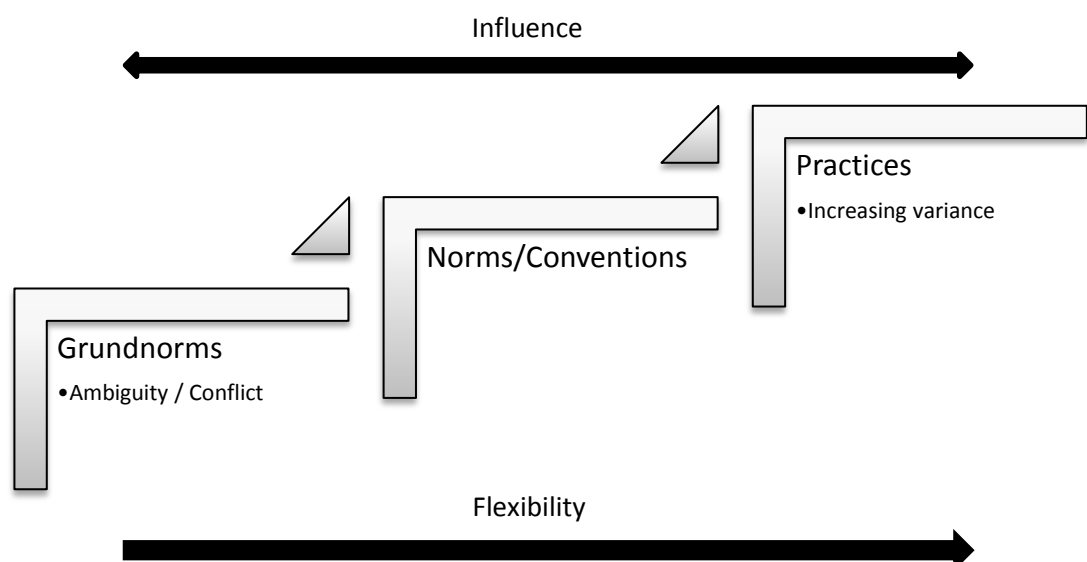 Influence
Practices
•Increasing variance
Norms/Conventions
Grundnorms
•Ambiguity / Conflict
Flexibility